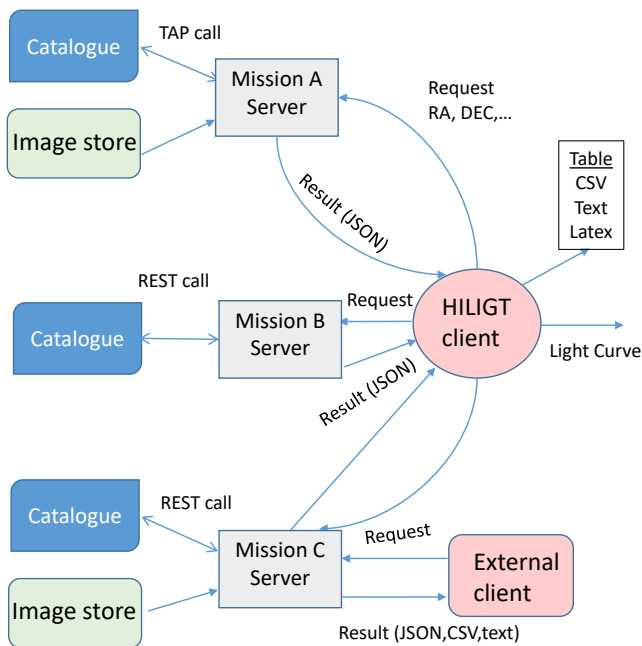 Catalogue
TAP call
Mission A
Server
Request
RA, DEC,...
Image store
Table
CSV
Text
Latex
Result (JSON)
REST call
Catalogue
Mission B
Server
Request
HILIGT
client
Light Curve
Result (JSON)
Catalogue
REST call
Mission C
Server
Request
External
client
Image store
Result (JSON,CSV,text)